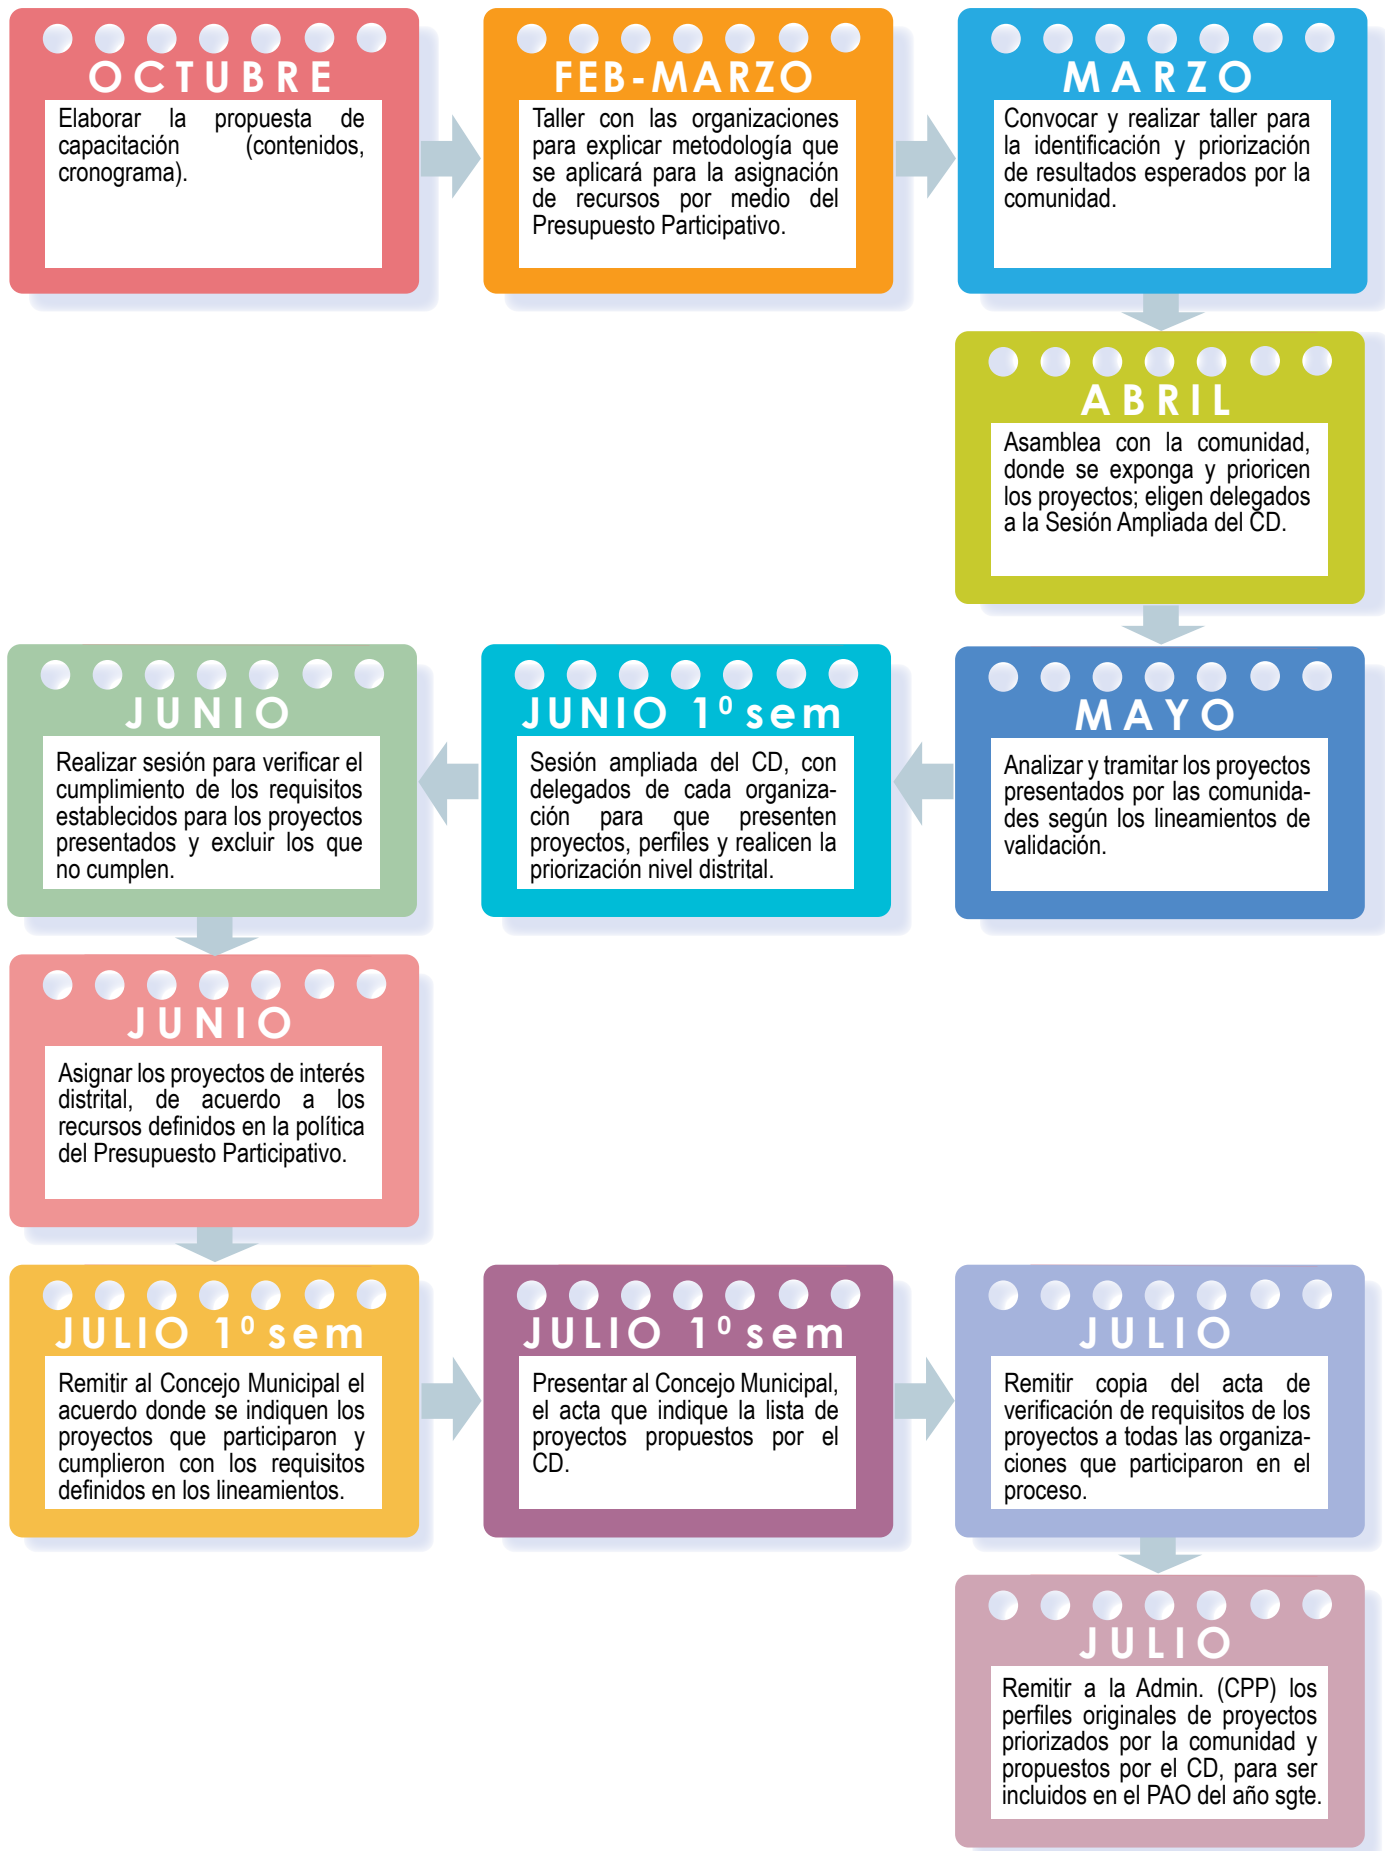 OCTUBRE
Elaborar la propuesta de
capacitación (contenidos,
cronograma).
FEB-MARZO
Taller con las organizaciones
para explicar metodología que
se aplicará para la asignación
de recursos por medio del
Presupuesto Participativo.
MARZO
Convocar y realizar taller para
la identificación y priorización
de resultados esperados por la
comunidad.
ABRIL
Asamblea con la comunidad,
donde se exponga y prioricen
los proyectos; eligen delegados
a la Sesión Ampliada del CD.
MAYO
Analizar y tramitar los proyectos
presentados por las comunida-
des según los lineamientos de
validación.
JUNIO 1º sem
Sesión ampliada del CD, con
delegados de cada organiza-
ción para que presenten
proyectos, perfiles y realicen la
priorización nivel distrital.
JUNIO
Realizar sesión para verificar el
cumplimiento de los requisitos
establecidos para los proyectos
presentados y excluir los que
no cumplen.
JUNIO
Asignar los proyectos de interés
distrital, de acuerdo a los
recursos definidos en la política
del Presupuesto Participativo.
JULIO 1º sem
Remitir al Concejo Municipal el
acuerdo donde se indiquen los
proyectos que participaron y
cumplieron con los requisitos
definidos en los lineamientos.
JULIO 1º sem
Presentar al Concejo Municipal,
el acta que indique la lista de
proyectos propuestos por el
CD.
JULIO
Remitir copia del acta de
verificación de requisitos de los
proyectos a todas las organiza-
ciones que participaron en el
proceso.
JULIO
Remitir a la Admin. (CPP) los
perfiles originales de proyectos
priorizados por la comunidad y
propuestos por el CD, para ser
incluidos en el PAO del año sgte.